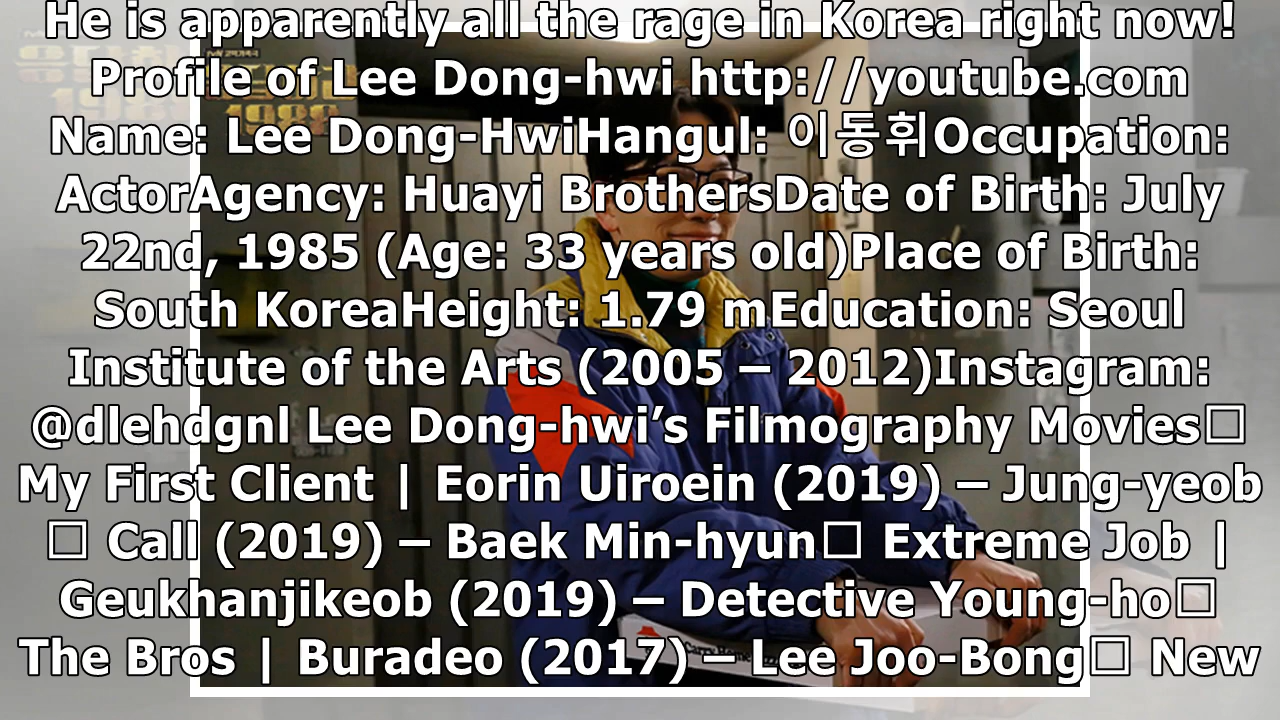 He is apparently all the rage in Korea right now!
Profile of Lee Dong-hwi http://youtube.com
Name: Lee Dong-HwiHangul: 이동휘Occupation:
ActorAgency: Huayi BrothersDate of Birth: July
22nd, 1985 (Age: 33 years old)Place of Birth:
South KoreaHeight: 1.79 mEducation: Seoul
Institute of the Arts (2005 – 2012)Instagram:
@dlehdgnl Lee Dong-hwi’s Filmography Movies□
My First Client | Eorin Uiroein (2019) – Jung-yeob
□ Call (2019) – Baek Min-hyun□ Extreme Job |
Geukhanjikeob (2019) – Detective Young-ho□
The Bros | Buradeo (2017) – Lee Joo-Bong□ New
1988